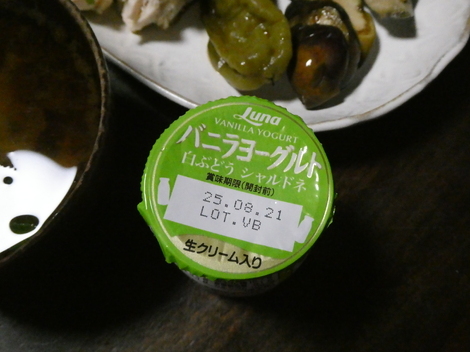 Luna
VANILLA YOGURT
バニラヨーグルト
白ぶどう シャルドネ
賞味期限(開封前)
25.08.21
LOT.VB
生クリーム入り